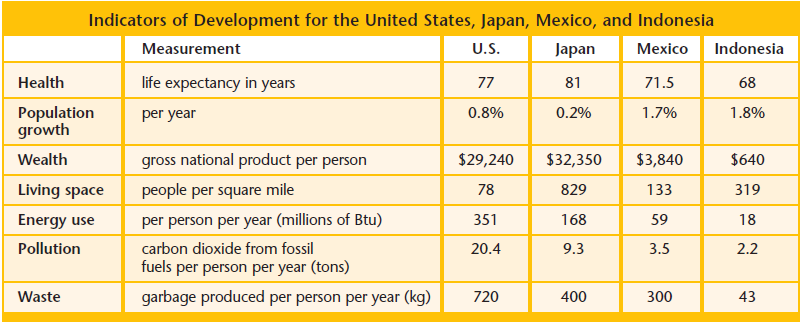 Indicators of Development for the United States, Japan, Mexico, and Indonesia
Measurement U.S. Japan Mexico Indonesia
Health life expectancy in years 77 81 71.5 68
Population growth per year 0.8% 0.2% 1.7% 1.8%
Wealth gross national product per person $29,240 $32,350 $3,840 $640
Living space people per square mile 78 829 133 319
Energy use per person per year (millions of Btu) 351 168 59 18
Pollution carbon dioxide from fossil 20.4 9.3 3.5 2.2
fuels per person per year (tons)
Waste garbage produced per person per year (kg) 720 400 300 43